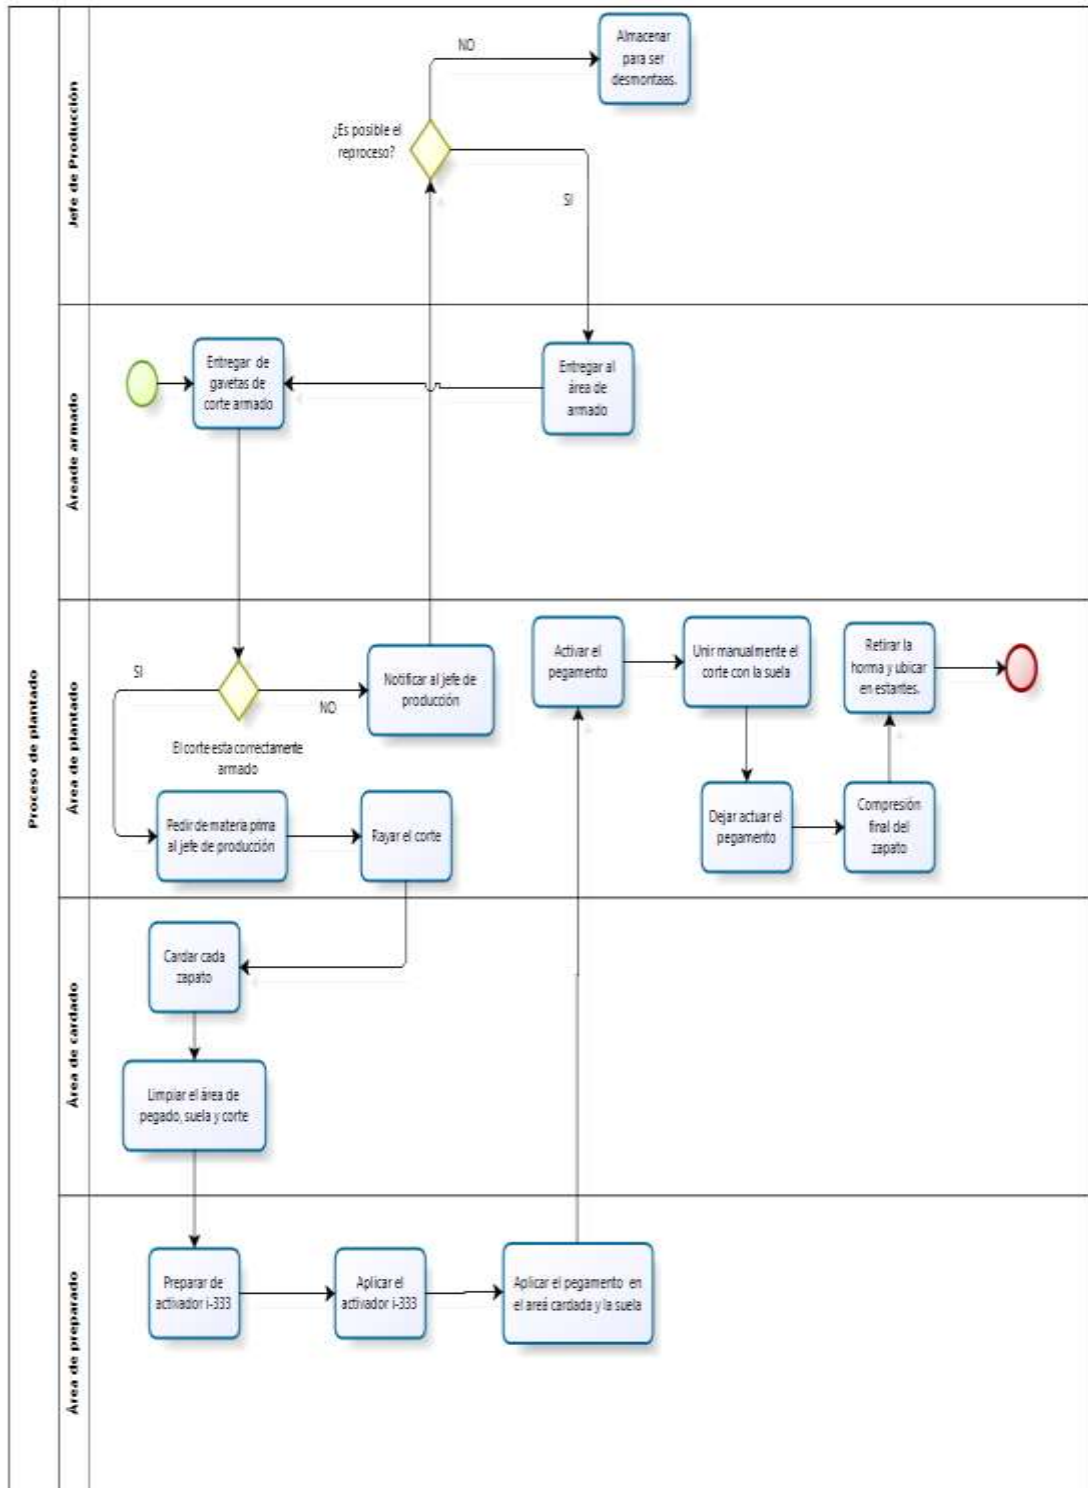 Proceso de plantado
Jefe de Producción
NO
Almacenar
para ser
desmontaas.
¿Es posible el
reproceso?
SI
Áreade armado
Entregar de
gavetas de
corte armado
Entregar al
área de
armado
Área de plantado
SI
NO
El corte esta correctamente
armado
Notificar al jefe de
producción
Pedir de materia prima
al jefe de producción
Rayar el corte
Activar el
pegamento
Unir manualmente el
corte con la suela
Retirar la
horma y ubicar
en estantes.
Dejar actuar el
pegamento
Compresión
final del
zapato
Área de cardado
Cardar cada
zapato
Limpiar el área de
pegado, suela y corte
Área de preparado
Preparar de
activador i-333
Aplicar el
activador i-333
Aplicar el pegamento en
el areá cardada y la suela